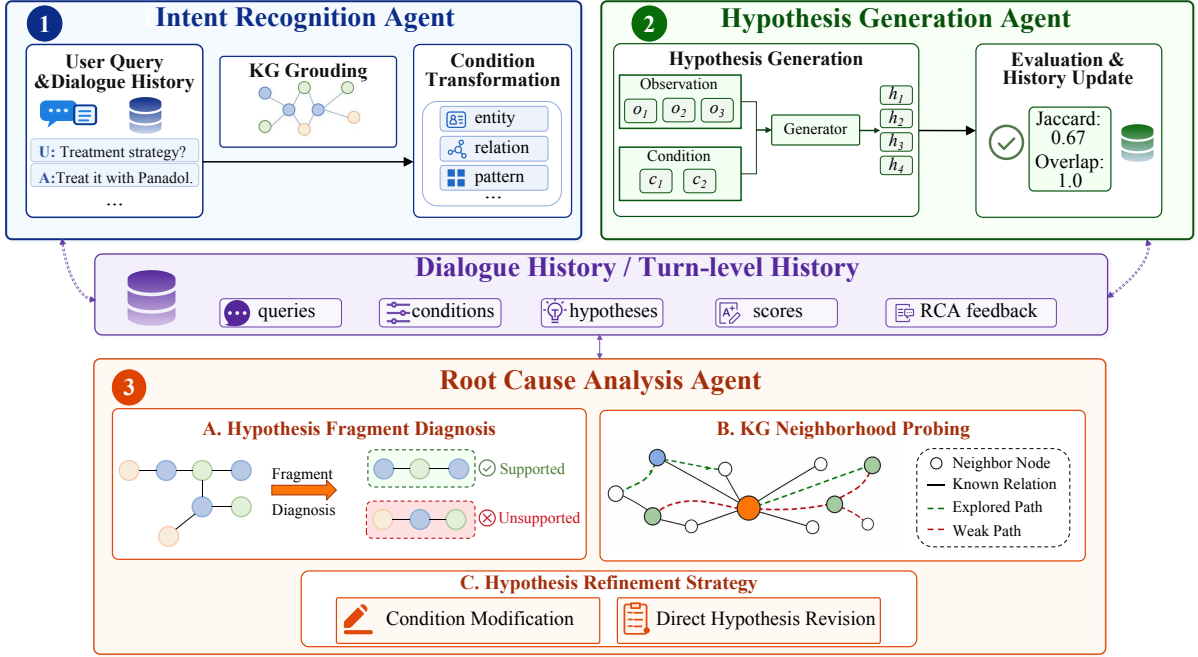 1
Intent Recognition Agent
User Query
&Dialogue History
U: Treatment strategy?
A:Treat it with Panadol.
...
KG Grouding
Condition
Transformation
entity
relation
pattern
...
2
Hypothesis Generation Agent
Hypothesis Generation
Observation
o1 o2 o3
Condition
c1 c2
Generator
h1
h2
h3
h4
Evaluation &
History Update
Jaccard:
0.67
Overlap:
1.0
Dialogue History / Turn-level History
queries
conditions
hypotheses
A+
scores
RCA feedback
3
Root Cause Analysis Agent
A. Hypothesis Fragment Diagnosis
Fragment
Diagnosis
Supported
Unsupported
B. KG Neighborhood Probing
Neighbor Node
Known Relation
Explored Path
Weak Path
C. Hypothesis Refinement Strategy
Condition Modification
Direct Hypothesis Revision